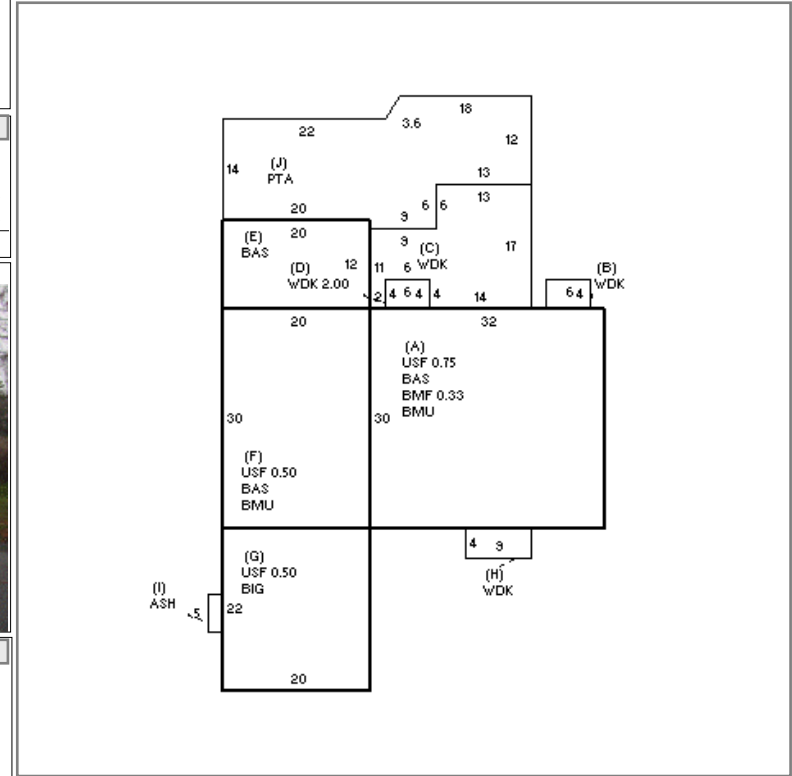 18
22
3.6
12
14
(J)
PTA
13
13
20
6 6
9
(E)
BAS
20
9
(C)
WDK
17
12
11
6
(D)
WDK 2.00
2
4 6 4
4
14
(B)
WDK
6 4
20
32
(A)
USF 0.75
BAS
BMF 0.33
BMU
30
30
(F)
USF 0.50
BAS
BMU
4
9
(G)
USF 0.50
BIG
(H)
WDK
(I)
ASH
5
22
20